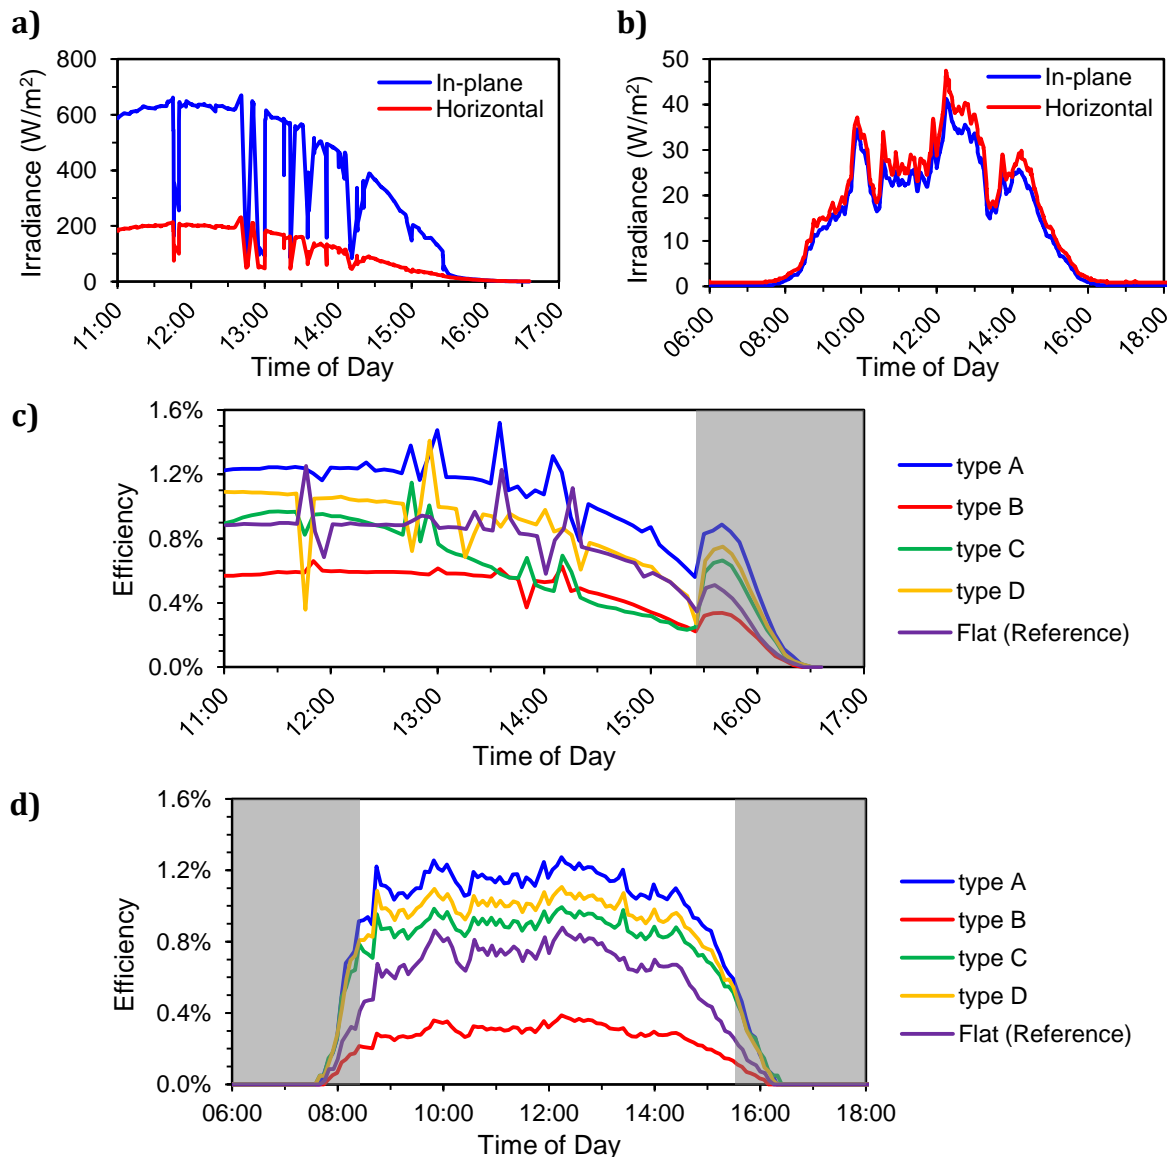 a)
800
600
400
200
0
Irradiance (W/m²)
In-plane
Horizontal
11:00
12:00
13:00
14:00
15:00
16:00
17:00
Time of Day
b)
50
40
30
20
10
0
Irradiance (W/m²)
In-plane
Horizontal
06:00
08:00
10:00
12:00
14:00
16:00
18:00
Time of Day
c)
1.6%
1.2%
0.8%
0.4%
0.0%
Efficiency
11:00
12:00
13:00
14:00
15:00
16:00
17:00
Time of Day
type A
type B
type C
type D
Flat (Reference)
d)
1.6%
1.2%
0.8%
0.4%
0.0%
Efficiency
06:00
08:00
10:00
12:00
14:00
16:00
18:00
Time of Day
type A
type B
type C
type D
Flat (Reference)